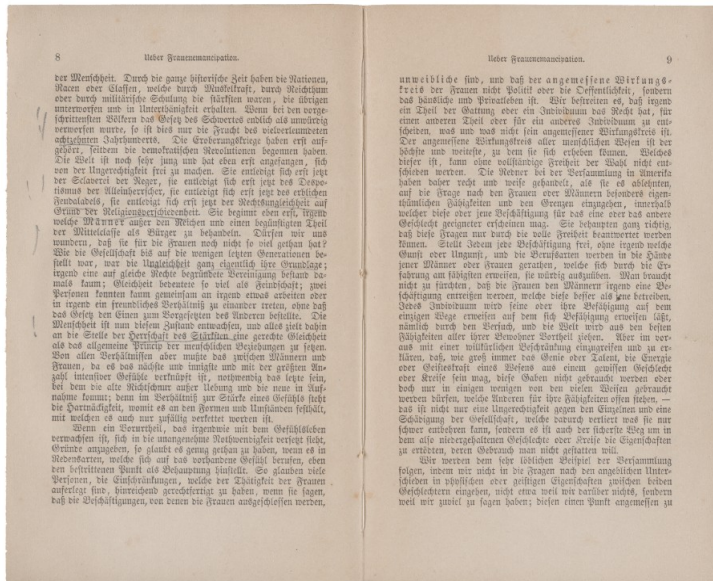 8 Ueber Frauenemancipation.
der Menschheit. Durch die ganze historische Zeit haben die Nationen,
Racen oder Classen, welche durch Muskelkraft, durch Reichthum
oder durch militärische Schulung die stärksten waren, die übrigen
unterworfen und in Unterthänigkeit erhalten. Wenn bei den vorge-
schrittensten Völkern das Gesetz des Schwertes endlich als unwürdig
verworfen wurde, so ist dies nur die Frucht des vielverleumdeten
achtzehnten Jahrhunderts. Die Eroberungskriege haben erst auf-
gehört, seitdem die demokratischen Revolutionen begonnen haben.
Die Welt ist noch sehr jung und hat eben erst angefangen, sich
von der Ungerechtigkeit frei zu machen. Sie entledigt sich erst jetzt
der Sclaverei der Neger, sie entledigt sich erst jetzt des Despo-
tismus der Alleinherrscher, sie entledigt sich erst jetzt des erblichen
Feudaladels, sie entledigt sich erst jetzt der Rechtsungleichheit auf
Grund der Religionsverschiedenheit. Sie beginnt eben erst, irgend
welche Männer außer den Reichen und einen begünstigten Theil
der Mittelclasse als Bürger zu behandeln. Dürfen wir uns
wundern, daß sie für die Frauen noch nicht so viel gethan hat?
Wie die Gesellschaft bis auf die wenigen letzten Generationen be-
stellt war, war die Ungleichheit ganz eigentlich ihre Grundlage;
irgend eine auf gleiche Rechte begründete Vereinigung bestand da-
mals kaum; Gleichheit bedeutete so viel als Feindschaft; zwei
Personen konnten kaum gemeinsam an irgend etwas arbeiten oder
in irgend ein freundliches Verhältniß zu einander treten, ohne daß
das Gesetz den Einen zum Vorgesetzten des Anderen bestellte. Die
Menschheit ist nun diesem Zustand entwachsen, und alles zielt dahin
an die Stelle der Herrschaft des Stärksten eine gerechte Gleichheit
als das allgemeine Princip der menschlichen Beziehungen zu setzen.
Von allen Verhältnissen aber mußte das zwischen Männern und
Frauen, da es das nächste und innigste und mit der größten An-
zahl intensiver Gefühle verknüpft ist, nothwendig das letzte sein,
bei dem die alte Richtschnur außer Uebung und die neue in Auf-
nahme kommt; denn im Verhältniß zur Stärke eines Gefühls steht
die Hartnäckigkeit, womit es an den Formen und Umständen festhält,
mit welchen es auch nur zufällig verkettet worden ist.
Wenn ein Vorurtheil, das irgendwie mit dem Gefühlsleben
verwachsen ist, sich in die unangenehme Nothwendigkeit versetzt sieht,
Gründe anzugeben, so glaubt es genug gethan zu haben, wenn es in
Redensarten, welche sich auf das vorhandene Gefühl berufen, eben
den bestrittenen Punkt als Behauptung hinstellt. So glauben viele
Personen, die Einschränkungen, welche der Thätigkeit der Frauen
auferlegt sind, hinreichend gerechtfertigt zu haben, wenn sie sagen,
daß die Beschäftigungen, von denen die Frauen ausgeschlossen werden,
Ueber Frauenemancipation. 9
unweibliche sind, und daß der angemessene Wirkungs-
kreis der Frauen nicht Politik oder die Oeffentlichkeit, sondern
das häusliche und Privatleben ist. Wir bestreiten es, daß irgend
ein Theil der Gattung oder ein Individuum das Recht hat, für
einen anderen Theil oder für ein anderes Individuum zu ent-
scheiden, was und was nicht sein angemessener Wirkungskreis ist.
Der angemessene Wirkungskreis aller menschlichen Wesen ist der
höchste und weiteste, zu dem sie sich erheben können. Welches
dieser ist, kann ohne vollständige Freiheit der Wahl nicht ent-
schieden werden. Die Redner bei der Versammlung in Amerika
haben daher recht und weise gehandelt, als sie es ablehnten,
auf die Frage nach den Frauen oder Männern besonders eigen-
thümlichen Fähigkeiten und den Grenzen einzugehen, innerhalb
welcher diese oder jene Beschäftigung für das eine oder das andere
Geschlecht geeigneter erscheinen mag. Sie behaupten ganz richtig,
daß diese Fragen nur durch die volle Freiheit beantwortet werden
können. Stellt Jedem jede Beschäftigung frei, ohne irgend welche
Gunst oder Ungunst, und die Berufsarten werden in die Hände
jener Männer oder Frauen gerathen, welche sich durch die Er-
fahrung am fähigsten erweisen, sie würdig auszuüben. Man braucht
nicht zu fürchten, daß die Frauen den Männern irgend eine Be-
schäftigung entreißen werden, welche diese besser als jene betreiben.
Jedes Individuum wird seine oder ihre Befähigung auf dem
einzigen Wege erweisen auf dem sich Befähigung erweisen läßt,
nämlich durch den Versuch, und die Welt wird aus den besten
Fähigkeiten aller ihrer Bewohner Vortheil ziehen. Aber im vor-
aus mit einer willkürlichen Beschränkung einzugreifen und zu er-
klären, daß, wie groß immer das Genie oder Talent, die Energie
oder Geisteskraft eines Wesens aus einem gewissen Geschlecht
oder Kreise sein mag, diese Gaben nicht gebraucht werden oder
doch nur in einigen wenigen von den vielen Weisen gebraucht
werden dürfen, welche Anderen für ihre Fähigkeiten offen stehen, —
das ist nicht nur eine Ungerechtigkeit gegen den Einzelnen und eine
Schädigung der Gesellschaft, welche dadurch verliert was sie nur
schwer entbehren kann, sondern es ist auch der sicherste Weg um in
dem also niedergehaltenen Geschlechte oder Kreise die Eigenschaften
zu ertödten, deren Gebrauch man nicht gestatten will.
Wir werden dem sehr löblichen Beispiel der Versammlung
folgen, indem wir nicht in die Fragen nach den angeblichen Unter-
schieden in physischen oder geistigen Eigenschaften zwischen beiden
Geschlechtern eingehen, nicht etwa weil wir darüber nichts, sondern
weil wir zuviel zu sagen haben; diesen einen Punkt angemessen zu